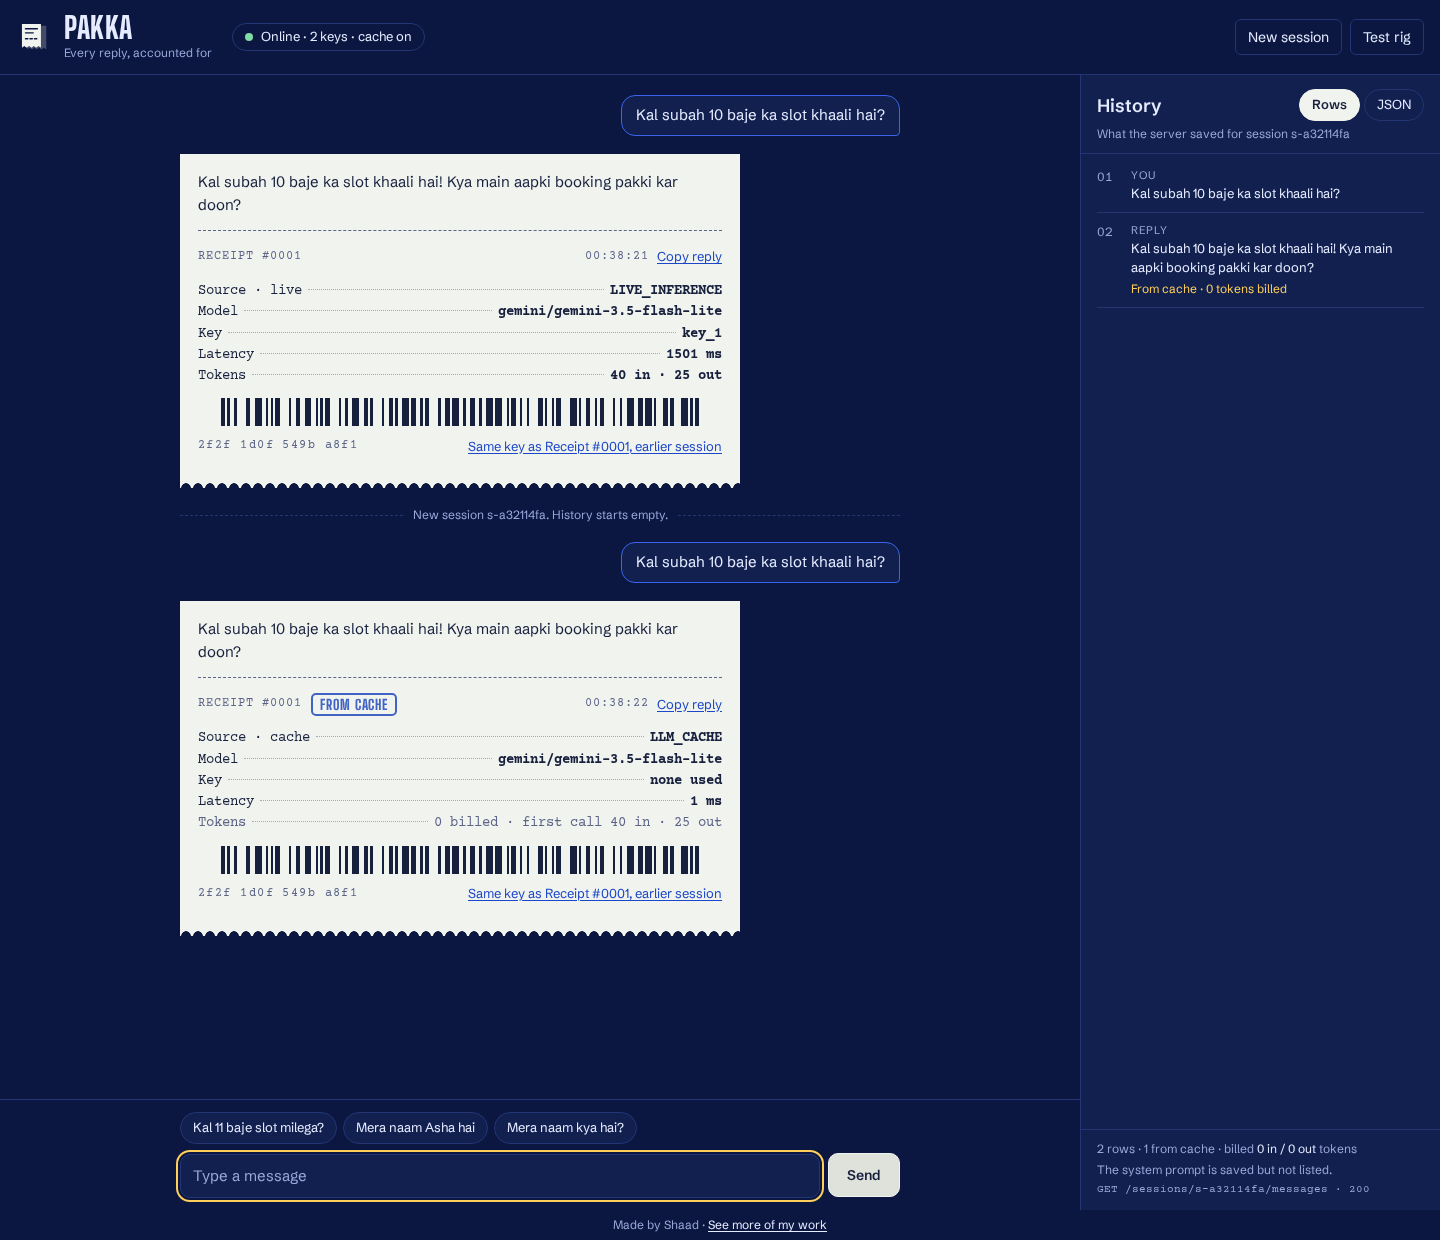 PAKKA
Every reply, accounted for
Online · 2 keys · cache on
New session
Test rig
Kal subah 10 baje ka slot khaali hai?
Kal subah 10 baje ka slot khaali hai! Kya main aapki booking pakki kar
doon?
RECEIPT #0001 00:38:21 Copy reply
Source · live LIVE_INFERENCE
Model gemini/gemini-3.5-flash-lite
Key key_1
Latency 1501 ms
Tokens 40 in · 25 out
2f2f 1d0f 549b a8f1 Same key as Receipt #0001, earlier session
New session s-a32114fa. History starts empty.
Kal subah 10 baje ka slot khaali hai?
Kal subah 10 baje ka slot khaali hai! Kya main aapki booking pakki kar
doon?
RECEIPT #0001 FROM CACHE 00:38:22 Copy reply
Source · cache LLM_CACHE
Model gemini/gemini-3.5-flash-lite
Key none used
Latency 1 ms
Tokens 0 billed · first call 40 in · 25 out
2f2f 1d0f 549b a8f1 Same key as Receipt #0001, earlier session
Kal 11 baje slot milega?
Mera naam Asha hai
Mera naam kya hai?
Type a message
Send
History
Rows
JSON
What the server saved for session s-a32114fa
01 YOU
Kal subah 10 baje ka slot khaali hai?
02 REPLY
Kal subah 10 baje ka slot khaali hai! Kya main
aapki booking pakki kar doon?
From cache · 0 tokens billed
2 rows · 1 from cache · billed 0 in / 0 out tokens
The system prompt is saved but not listed.
GET /sessions/s-a32114fa/messages · 200
Made by Shaad · See more of my work